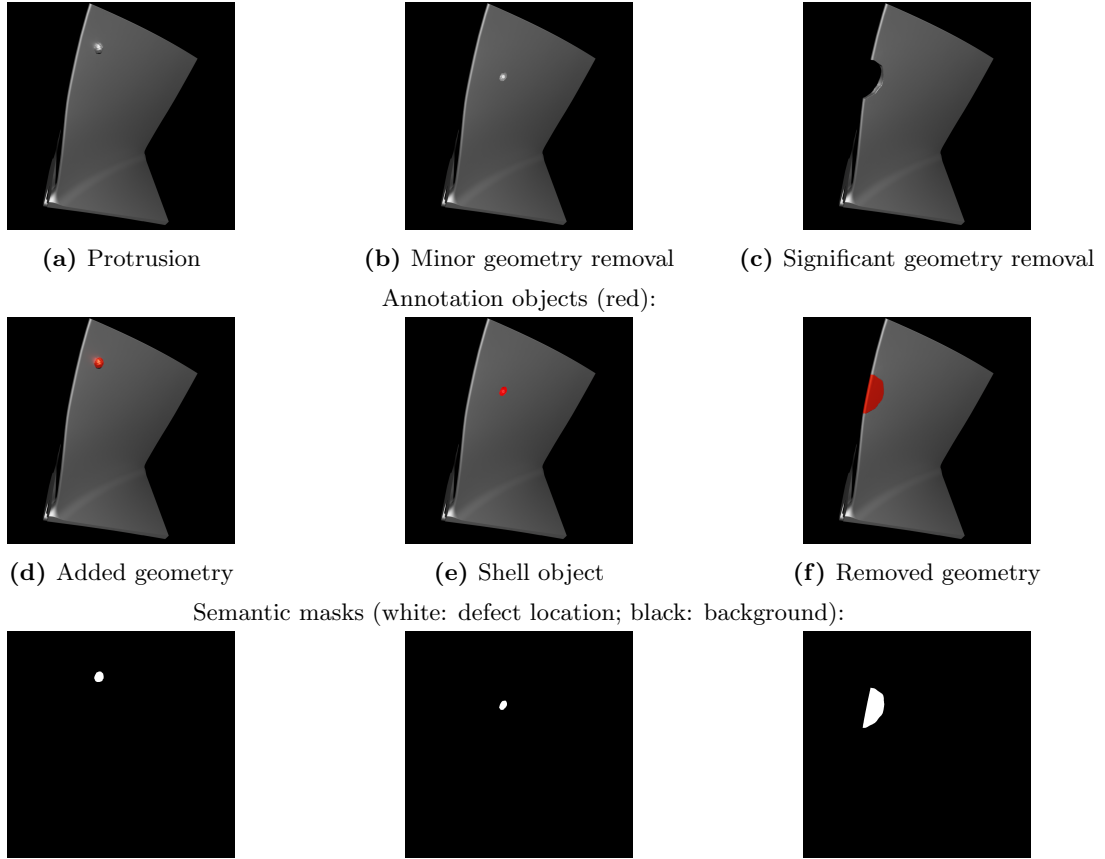 (a) Protrusion
(b) Minor geometry removal
(c) Significant geometry removal
Annotation objects (red):
(d) Added geometry
(e) Shell object
(f) Removed geometry
Semantic masks (white: defect location; black: background):